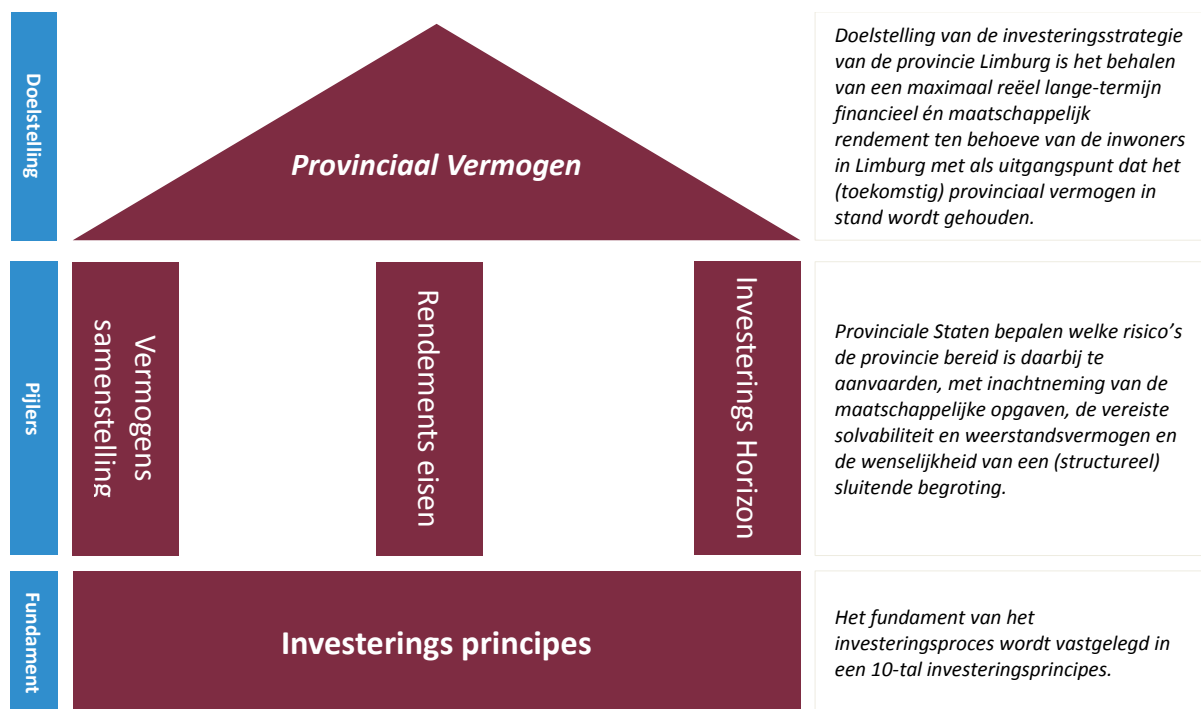 Doelstelling
Provinciaal Vermogen
Doelstelling van de investeringsstrategie
van de provincie Limburg is het behalen
van een maximaal reëel lange-termijn
financieel én maatschappelijk
rendement ten behoeve van de inwoners
in Limburg met als uitgangspunt dat het
(toekomstig) provinciaal vermogen in
stand wordt gehouden.
Pijlers
Vermogens
samenstelling
Rendements eisen
Investerings Horizon
Provinciale Staten bepalen welke risico’s
de provincie bereid is daarbij te
aanvaarden, met inachtneming van de
maatschappelijke opgaven, de vereiste
solvabiliteit en weerstandsvermogen en
de wenselijkheid van een (structureel)
sluitende begroting.
Fundament
Investerings principes
Het fundament van het
investeringsproces wordt vastgelegd in
een 10-tal investeringsprincipes.